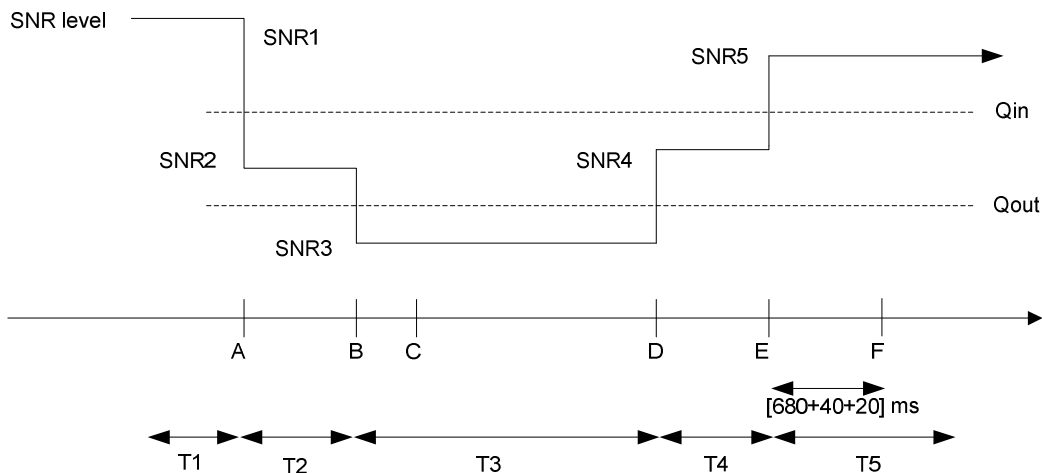 SNR level
SNR1
SNR5
Qin
SNR2
SNR4
Qout
SNR3
A
B
C
D
E
F
[680+40+20] ms
T1
T2
T3
T4
T5